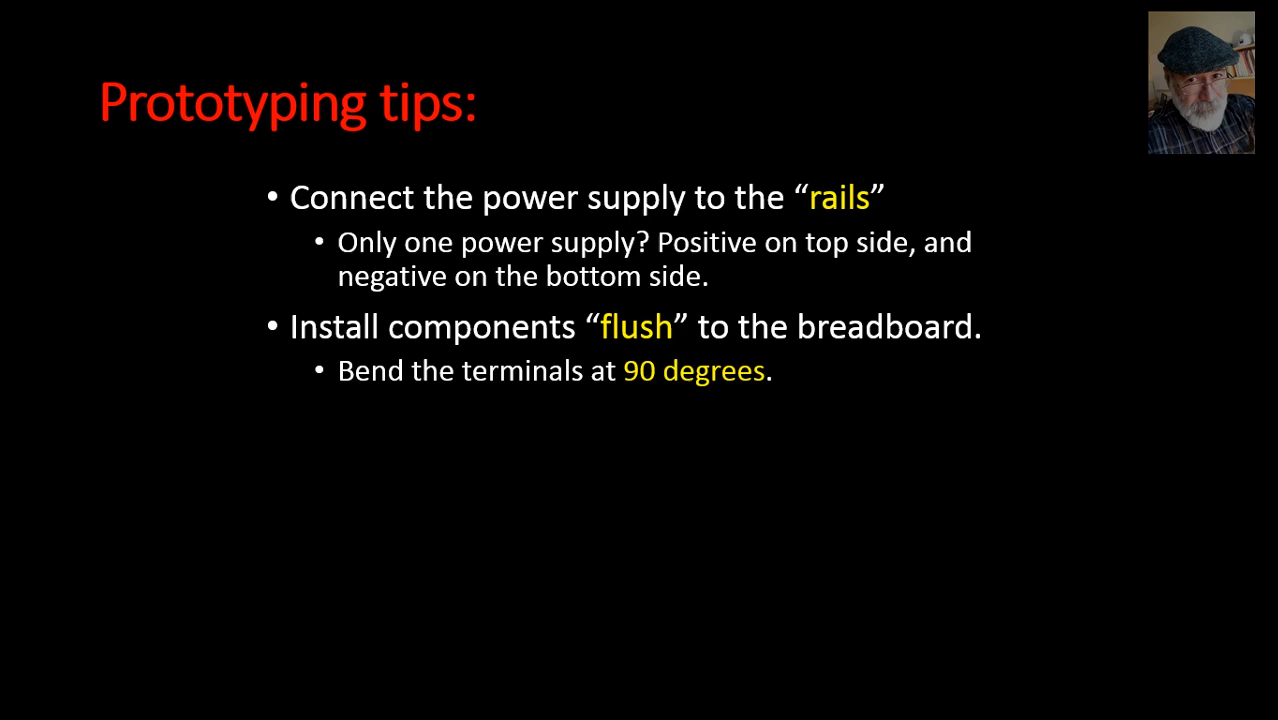 Prototyping tips:
• Connect the power supply to the “rails”
• Only one power supply? Positive on top side, and
negative on the bottom side.
• Install components “flush” to the breadboard.
• Bend the terminals at 90 degrees.